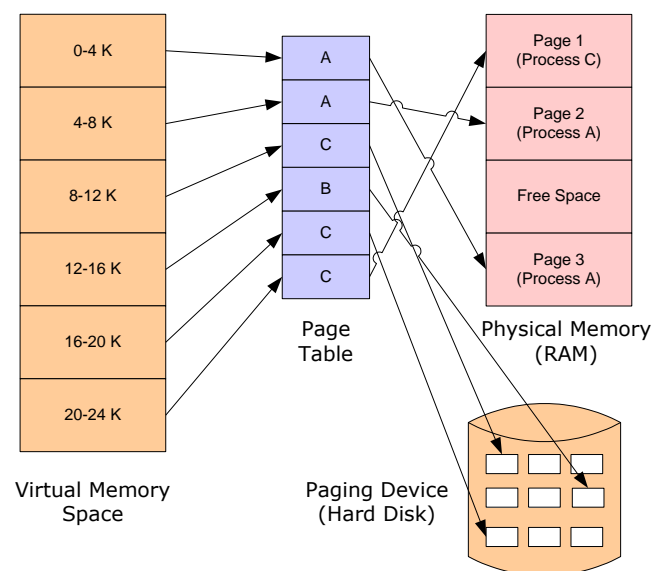 0-4 K
4-8 K
8-12 K
12-16 K
16-20 K
20-24 K
Virtual Memory
Space
A
A
C
B
C
C
Page
Table
Page 1
(Process C)
Page 2
(Process A)
Free Space
Page 3
(Process A)
Physical Memory
(RAM)
Paging Device
(Hard Disk)